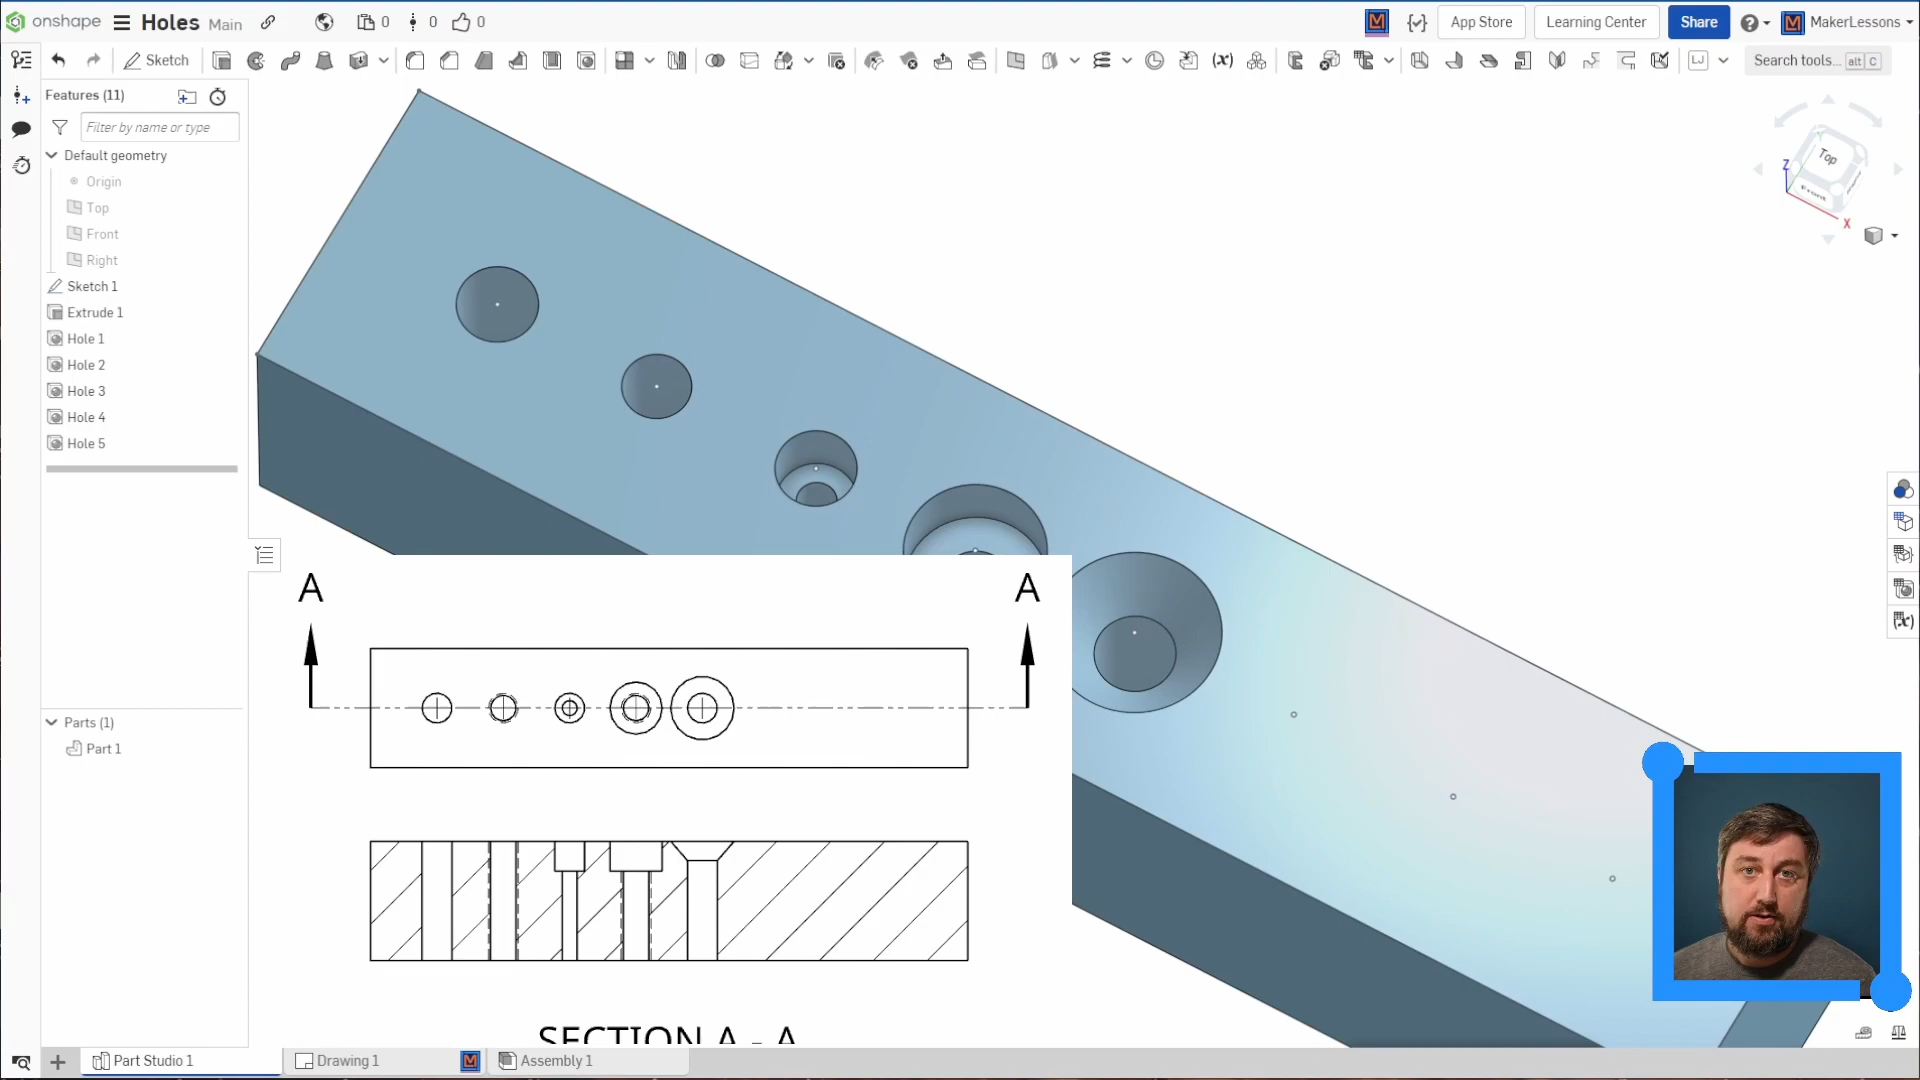 onshape Holes Main 0 0 0 App Store Learning Center Share MakerLessons
Sketch Search tools... alt C
Features (11)
Filter by name or type
Default geometry
Origin
Top
Front
Right
Sketch 1
Extrude 1
Hole 1
Hole 2
Hole 3
Hole 4
Hole 5
Parts (1)
Part 1
Top
Front
Z
X
A A
SECTION A - A
Part Studio 1 Drawing 1 Assembly 1